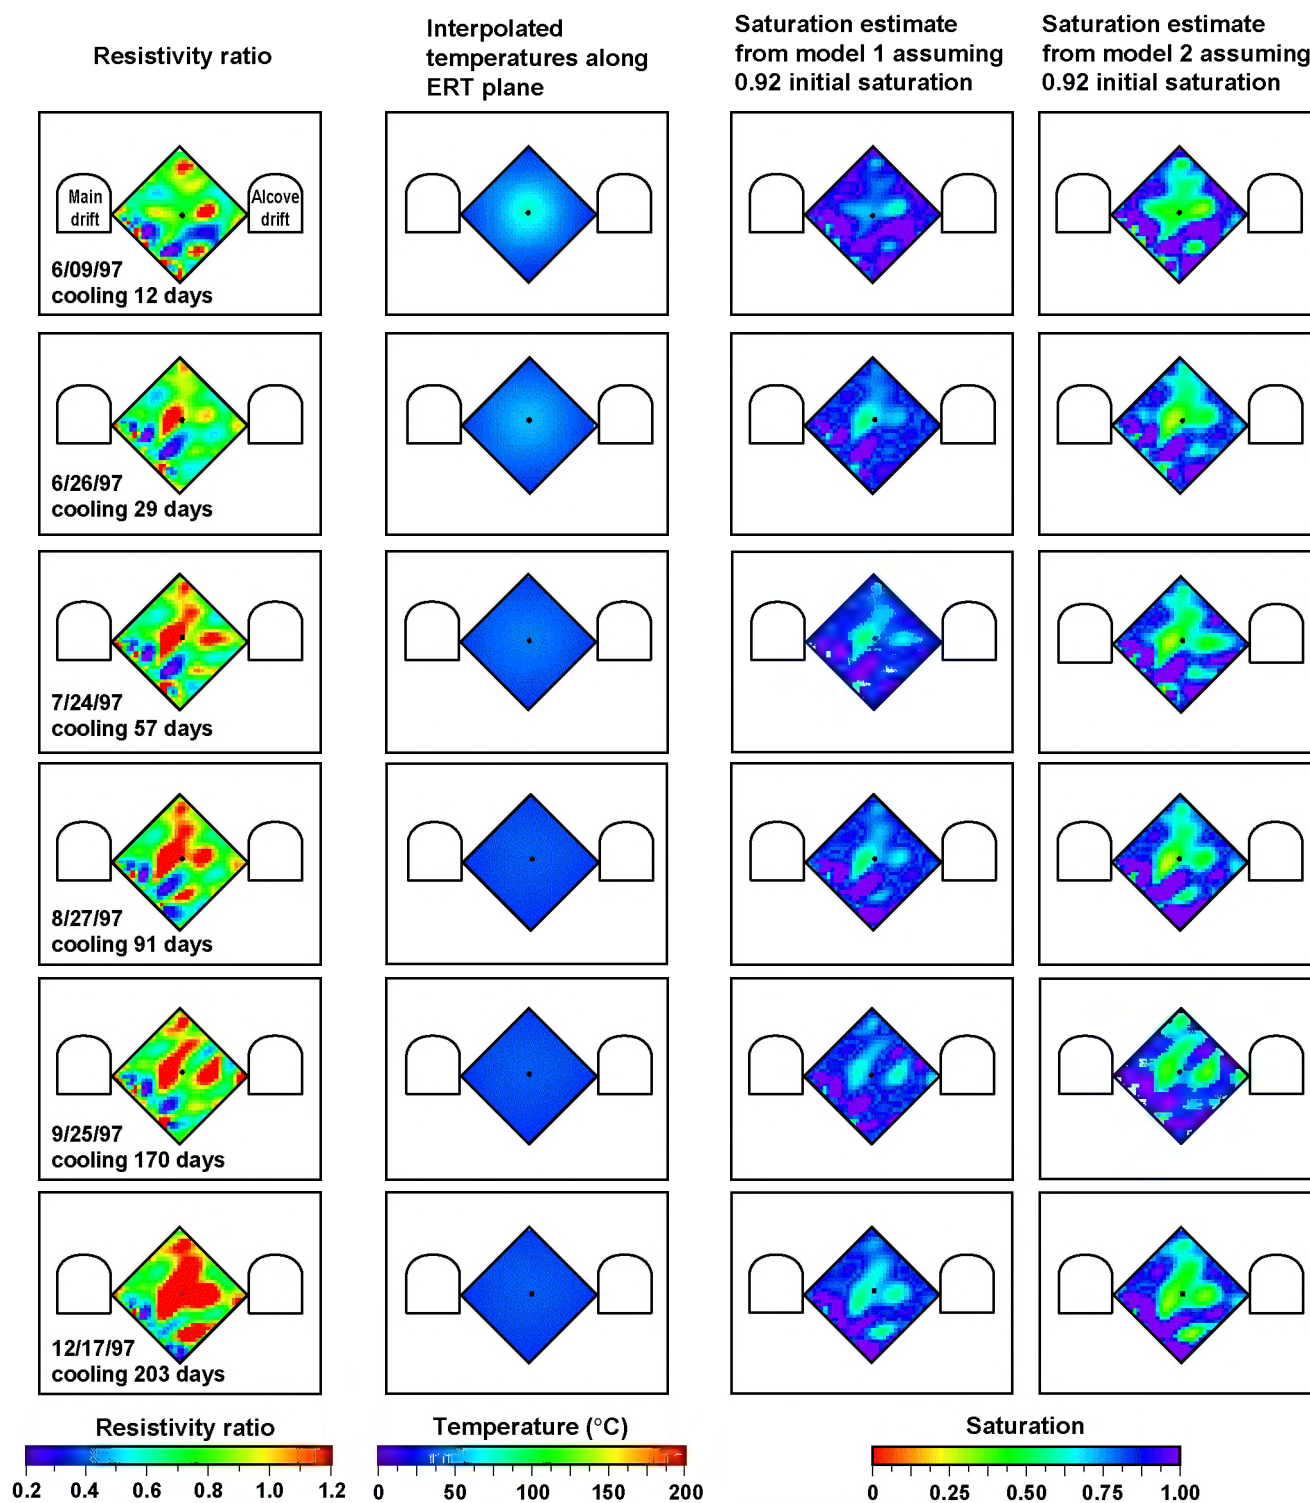 Resistivity ratio
Interpolated
temperatures along
ERT plane
Saturation estimate
from model 1 assuming
0.92 initial saturation
Saturation estimate
from model 2 assuming
0.92 initial saturation
Main
drift
Alcove
drift
6/09/97
cooling 12 days
6/26/97
cooling 29 days
7/24/97
cooling 57 days
8/27/97
cooling 91 days
9/25/97
cooling 170 days
12/17/97
cooling 203 days
Resistivity ratio
0.2 0.4 0.6 0.8 1.0 1.2
Temperature (°C)
0 50 100 150 200
Saturation
0 0.25 0.50 0.75 1.00